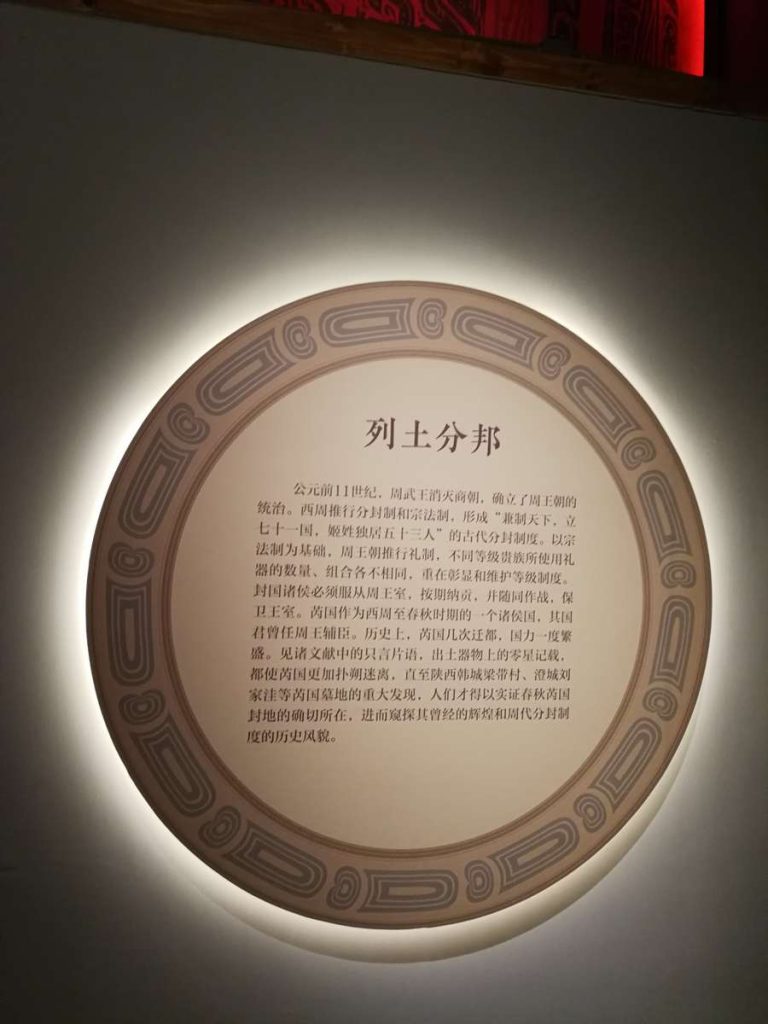 列土分邦
公元前11世纪，周武王消灭商朝，确立了周王朝的
统治。西周推行分封制和宗法制，形成“兼制天下，立
七十一国，姬姓独居五十三人”的古代分封制度。以宗
法制为基础，周王朝推行礼制，不同等级贵族所使用礼
器的数量、组合各不相同，重在彰显和维护等级制度。
封国诸侯必须服从周王室，按期纳贡，并随同作战，保
卫王室。芮国作为西周至春秋时期的一个诸侯国，其国
君曾任周王辅臣。历史上，芮国几次迁都，国力一度繁
盛。见诸文献中的只言片语，出土器物上的零星记载，
都使芮国更加扑朔迷离，直至陕西韩城梁带村、澄城刘
家洼等芮国墓地的重大发现，人们才得以实证春秋芮国
封地的确切所在，进而窥探其曾经的辉煌和周代分封制
度的历史风貌。